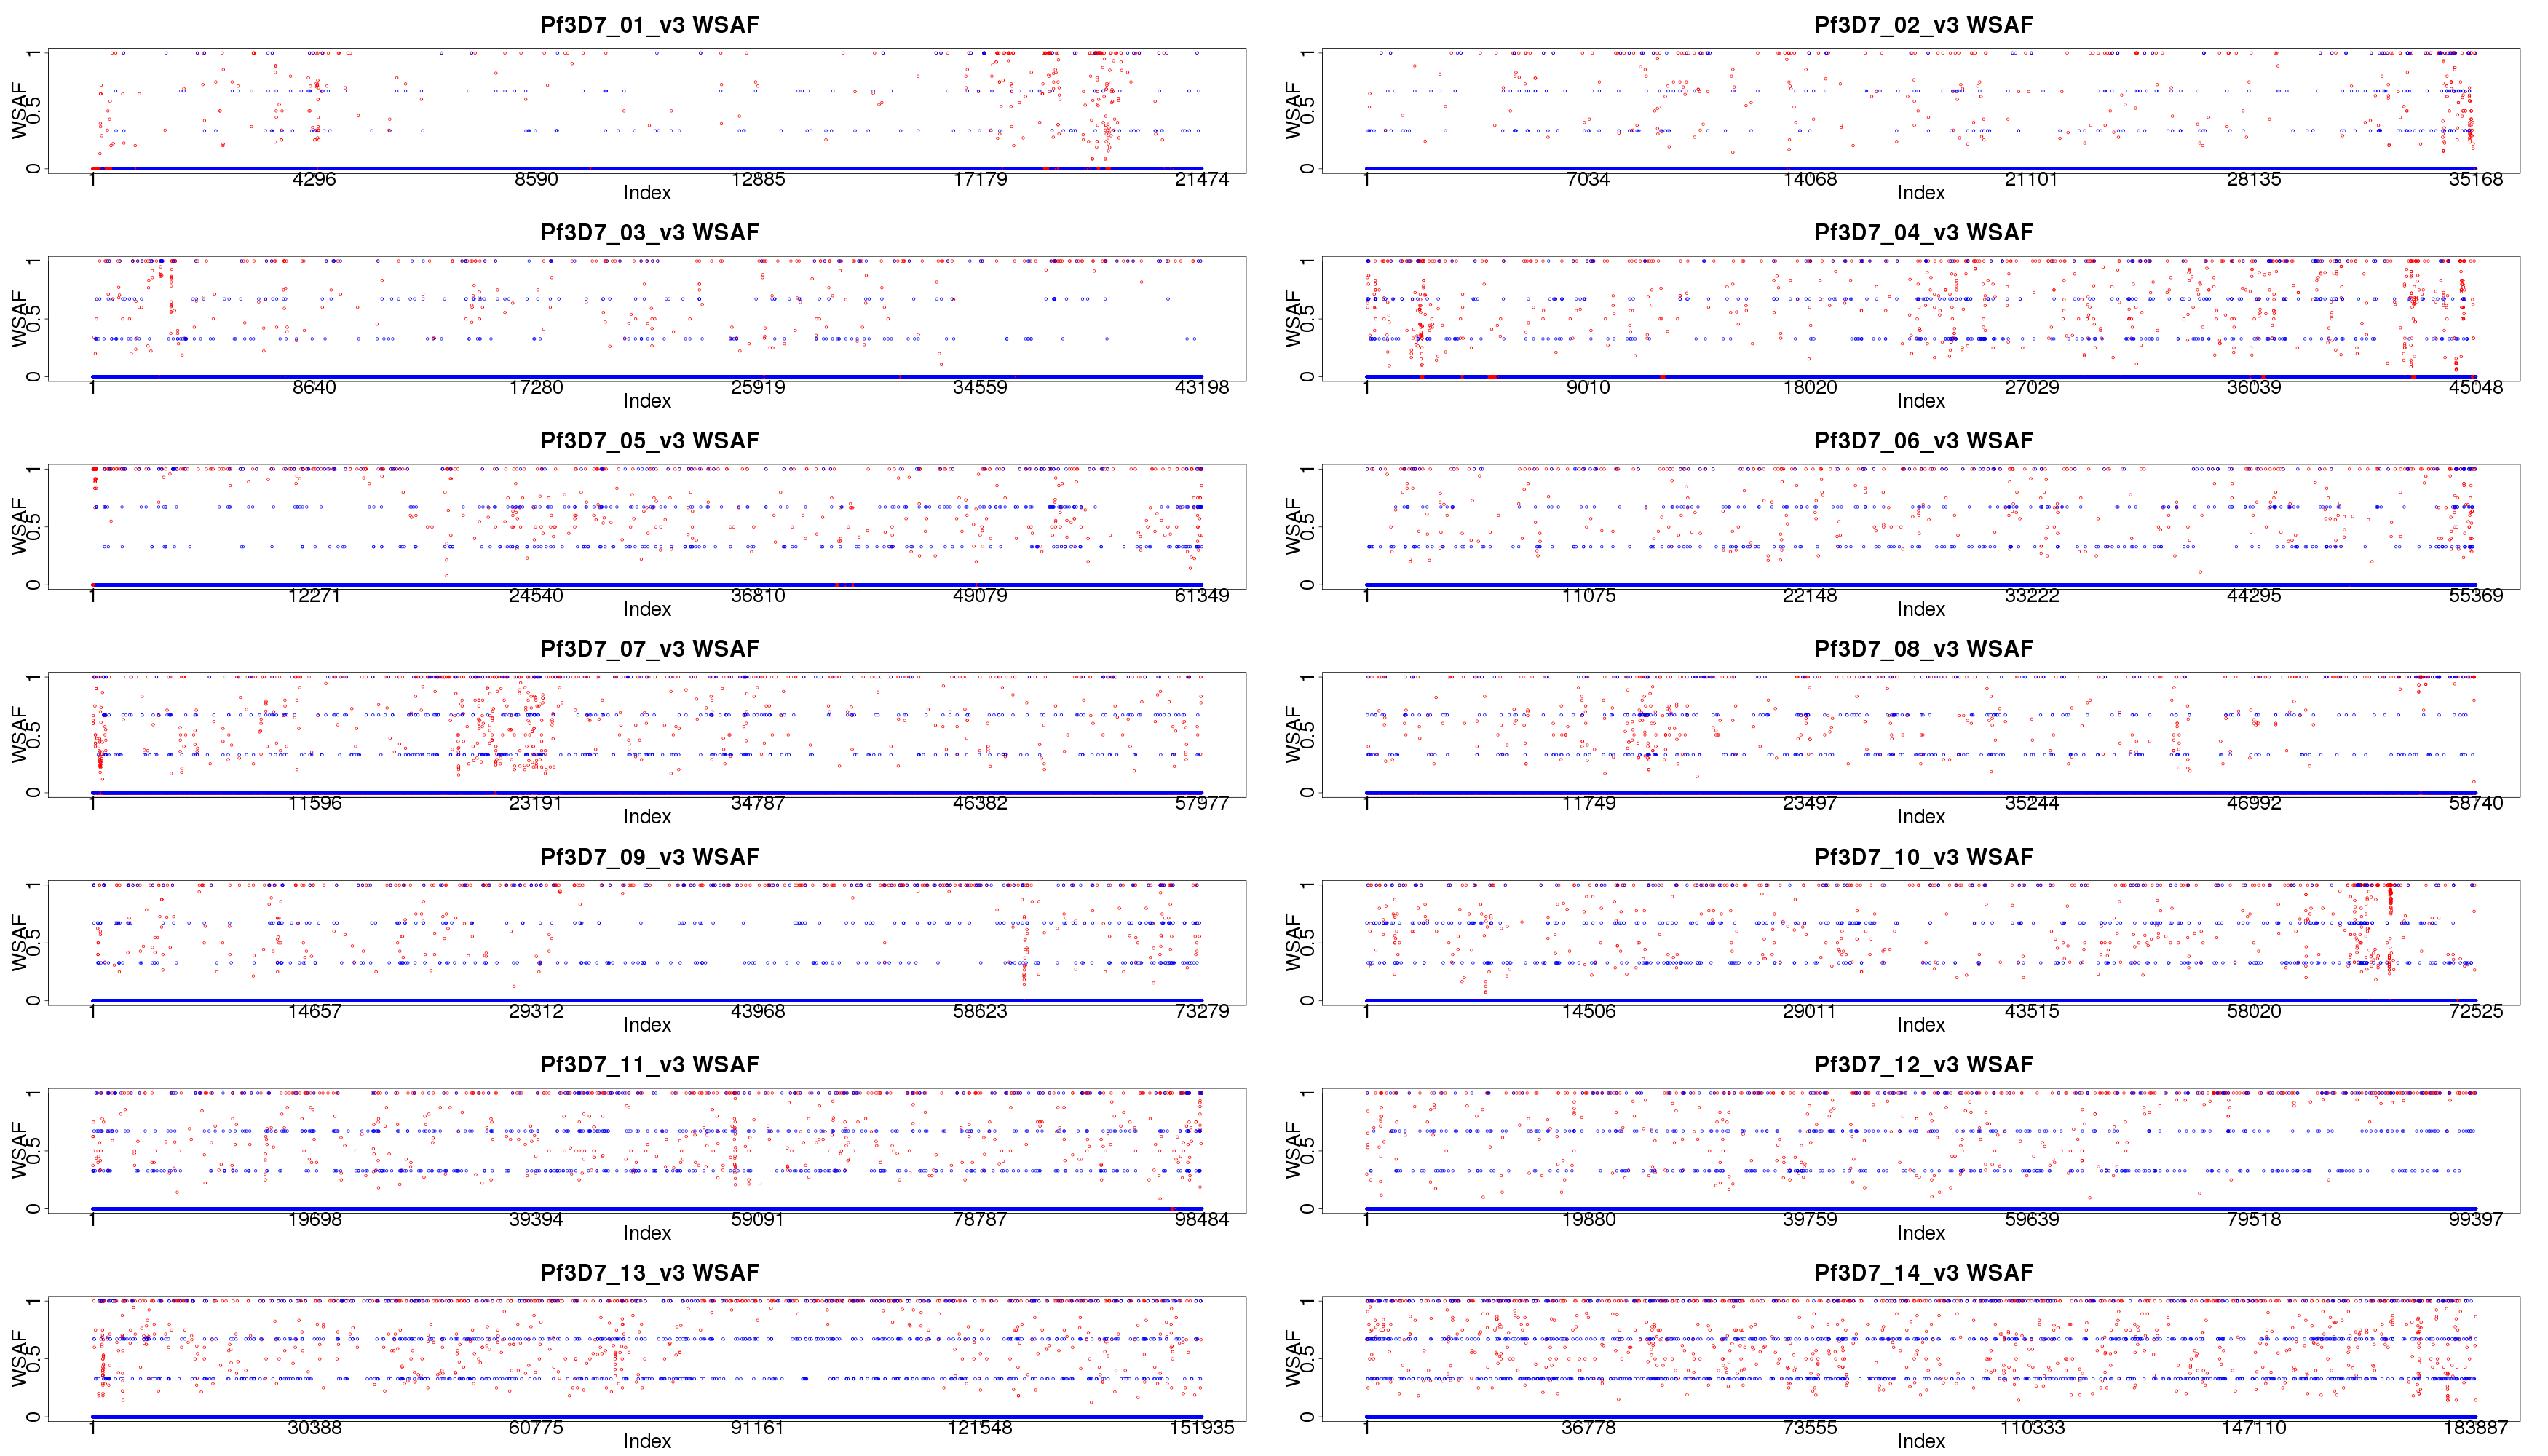 Pf3D7_01_v3 WSAF
WSAF
0 0.5 1
1 4296 8590 12885 17179 21474
Index
Pf3D7_02_v3 WSAF
WSAF
0 0.5 1
1 7034 14068 21101 28135 35168
Index
Pf3D7_03_v3 WSAF
WSAF
0 0.5 1
1 8640 17280 25919 34559 43198
Index
Pf3D7_04_v3 WSAF
WSAF
0 0.5 1
1 9010 18020 27029 36039 45048
Index
Pf3D7_05_v3 WSAF
WSAF
0 0.5 1
1 12271 24540 36810 49079 61349
Index
Pf3D7_06_v3 WSAF
WSAF
0 0.5 1
1 11075 22148 33222 44295 55369
Index
Pf3D7_07_v3 WSAF
WSAF
0 0.5 1
1 11596 23191 34787 46382 57977
Index
Pf3D7_08_v3 WSAF
WSAF
0 0.5 1
1 11749 23497 35244 46992 58740
Index
Pf3D7_09_v3 WSAF
WSAF
0 0.5 1
1 14657 29312 43968 58623 73279
Index
Pf3D7_10_v3 WSAF
WSAF
0 0.5 1
1 14506 29011 43515 58020 72525
Index
Pf3D7_11_v3 WSAF
WSAF
0 0.5 1
1 19698 39394 59091 78787 98484
Index
Pf3D7_12_v3 WSAF
WSAF
0 0.5 1
1 19880 39759 59639 79518 99397
Index
Pf3D7_13_v3 WSAF
WSAF
0 0.5 1
1 30388 60775 91161 121548 151935
Index
Pf3D7_14_v3 WSAF
WSAF
0 0.5 1
1 36778 73555 110333 147110 183887
Index